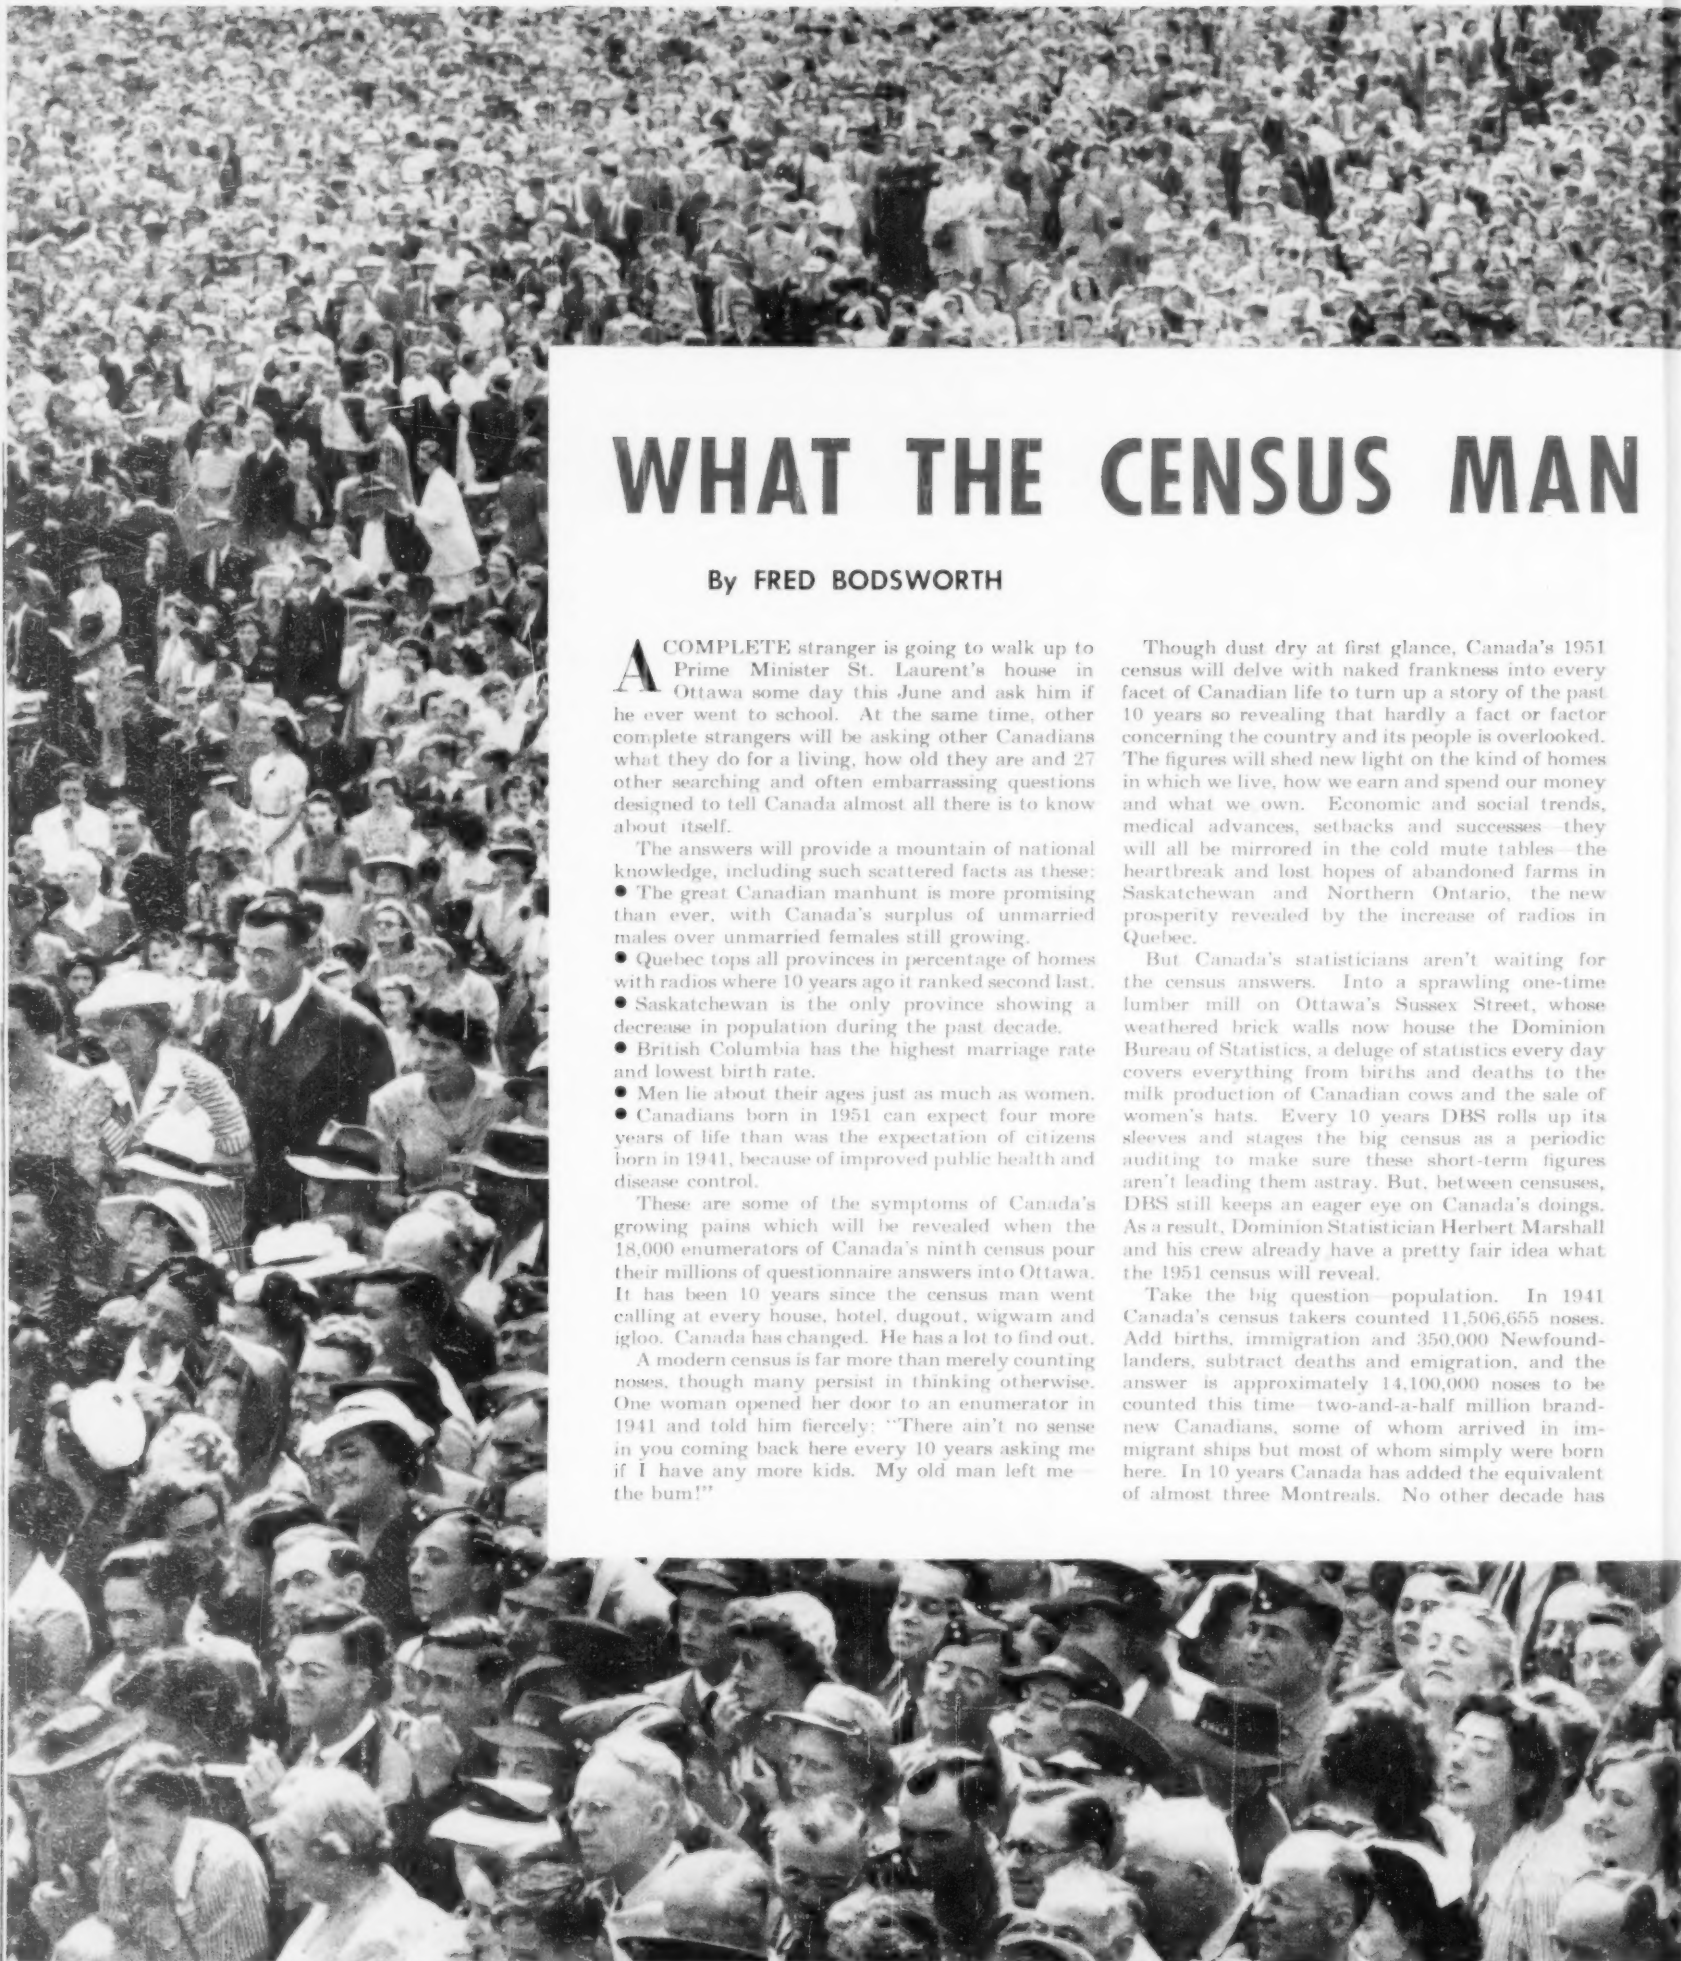 WHAT THE CENSUS MAN
By FRED BODSWORTH
A COMPLETE stranger is going to walk up to
Prime Minister St. Laurent's house in
Ottawa some day this June and ask him if
he ever went to school. At the same time, other
complete strangers will be asking other Canadians
what they do for a living, how old they are and 27
other searching and often embarrassing questions
designed to tell Canada almost all there is to know
about itself.
The answers will provide a mountain of national
knowledge, including such scattered facts as these:
● The great Canadian manhunt is more promising
than ever, with Canada's surplus of unmarried
males over unmarried females still growing.
● Quebec tops all provinces in percentage of homes
with radios where 10 years ago it ranked second last.
● Saskatchewan is the only province showing a
decrease in population during the past decade.
● British Columbia has the highest marriage rate
and lowest birth rate.
● Men lie about their ages just as much as women.
● Canadians born in 1951 can expect four more
years of life than was the expectation of citizens
born in 1941, because of improved public health and
disease control.
These are some of the symptoms of Canada's
growing pains which will be revealed when the
18,000 enumerators of Canada's ninth census pour
their millions of questionnaire answers into Ottawa.
It has been 10 years since the census man went
calling at every house, hotel, dugout, wigwam and
igloo. Canada has changed. He has a lot to find out.
A modern census is far more than merely counting
noses, though many persist in thinking otherwise.
One woman opened her door to an enumerator in
1941 and told him fiercely: "There ain't no sense
in you coming back here every 10 years asking me
if I have any more kids. My old man left me—
the bum!"
Though dust dry at first glance, Canada's 1951
census will delve with naked frankness into every
facet of Canadian life to turn up a story of the past
10 years so revealing that hardly a fact or factor
concerning the country and its people is overlooked.
The figures will shed new light on the kind of homes
in which we live, how we earn and spend our money
and what we own. Economic and social trends,
medical advances, setbacks and successes—they
will all be mirrored in the cold mute tables—the
heartbreak and lost hopes of abandoned farms in
Saskatchewan and Northern Ontario, the new
prosperity revealed by the increase of radios in
Quebec.
But Canada's statisticians aren't waiting for
the census answers. Into a sprawling one-time
lumber mill on Ottawa's Sussex Street, whose
weathered brick walls now house the Dominion
Bureau of Statistics, a deluge of statistics every day
covers everything from births and deaths to the
milk production of Canadian cows and the sale of
women's hats. Every 10 years DBS rolls up its
sleeves and stages the big census as a periodic
auditing to make sure these short-term figures
aren't leading them astray. But, between censuses,
DBS still keeps an eager eye on Canada's doings.
As a result, Dominion Statistician Herbert Marshall
and his crew already have a pretty fair idea what
the 1951 census will reveal.
Take the big question—population. In 1941
Canada's census takers counted 11,506,655 noses.
Add births, immigration and 350,000 Newfound-
landers, subtract deaths and emigration, and the
answer is approximately 14,100,000 noses to be
counted this time—two-and-a-half million brand-
new Canadians, some of whom arrived in im-
migrant ships but most of whom simply were born
here. In 10 years Canada has added the equivalent
of almost three Montreals. No other decade has